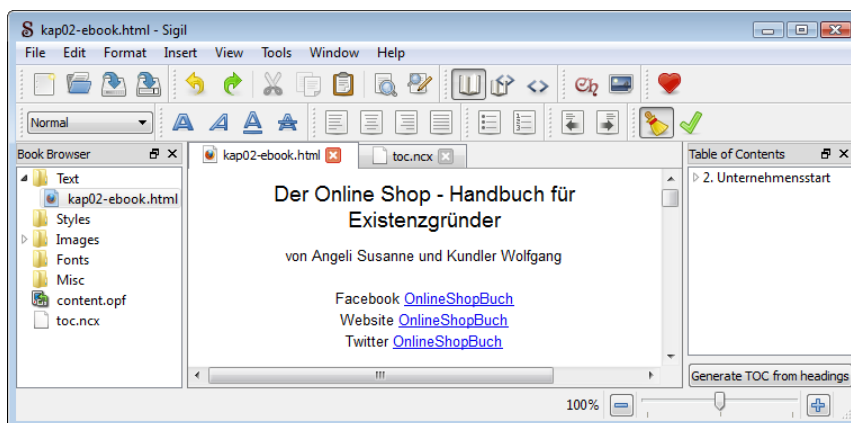 kap02-ebook.html - Sigil
File Edit Format Insert View Tools Window Help
Normal
Book Browser
kap02-ebook.html
toc.ncx
Table of Contents
Text
kap02-ebook.html
Styles
Images
Fonts
Misc
content.opf
toc.ncx
Der Online Shop - Handbuch für
Existenzgründer
von Angeli Susanne und Kundler Wolfgang
Facebook OnlineShopBuch
Website OnlineShopBuch
Twitter OnlineShopBuch
2. Unternehmensstart
Generate TOC from headings
100%